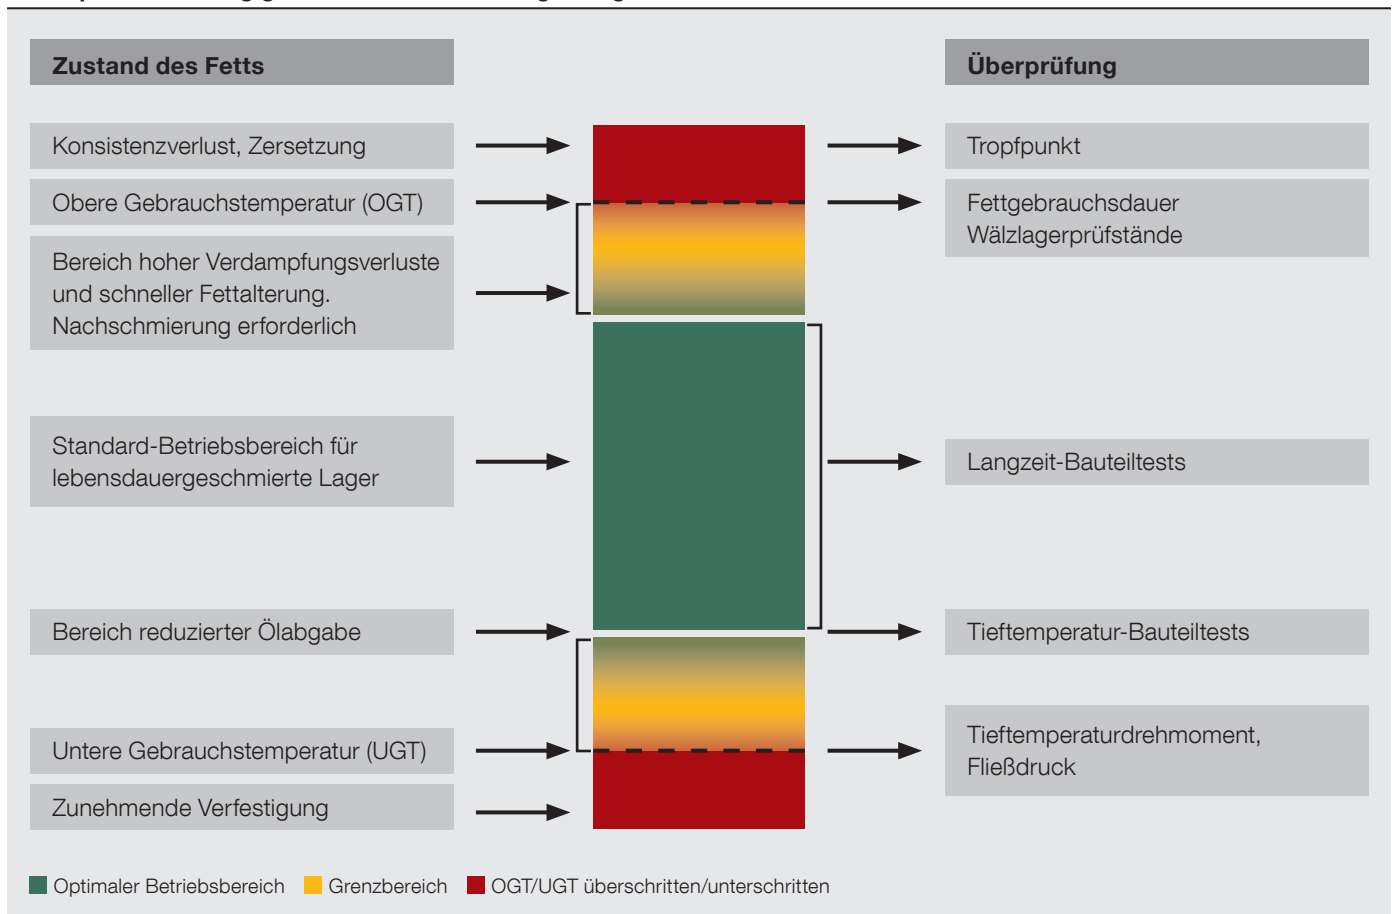 Zustand des Fetts
Überprüfung
Konsistenzverlust, Zersetzung
Tropfpunkt
Obere Gebrauchstemperatur (OGT)
Fettgebrauchsdauer
Wälzlagerprüfstände
Bereich hoher Verdampfungsverluste
und schneller Fettalterung.
Nachschmierung erforderlich
Standard-Betriebsbereich für
lebensdauergeschmierte Lager
Langzeit-Bauteiltests
Bereich reduzierter Ölabgabe
Tieftemperatur-Bauteiltests
Untere Gebrauchstemperatur (UGT)
Tieftemperaturdrehmoment,
Fließdruck
Zunehmende Verfestigung
Optimaler Betriebsbereich Grenzbereich OGT/UGT überschritten/unterschritten